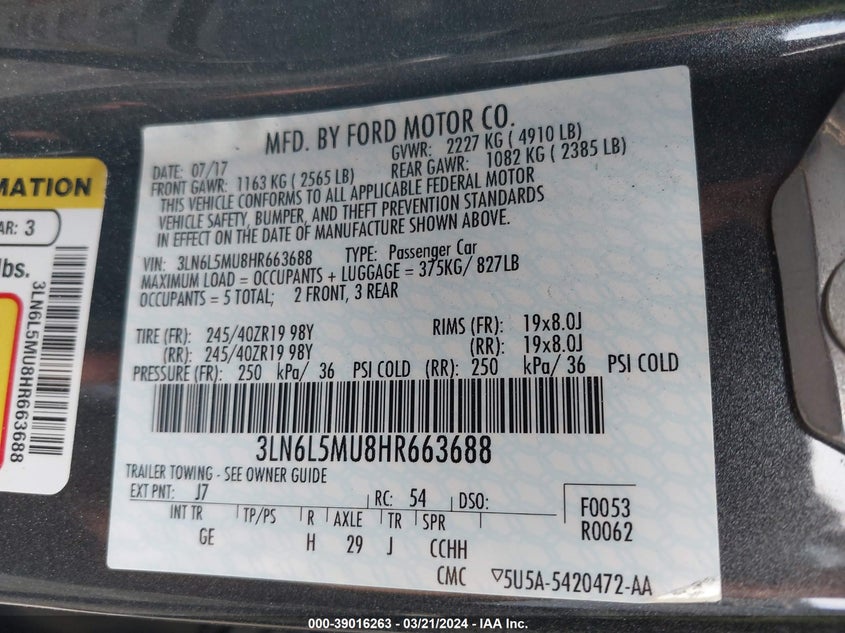 MFD. BY FORD MOTOR CO.
DATE: 07/17 GVWR: 2227 KG ( 4910 LB)
FRONT GAWR: 1163 KG ( 2565 LB) REAR GAWR: 1082 KG ( 2385 LB)
THIS VEHICLE CONFORMS TO ALL APPLICABLE FEDERAL MOTOR
VEHICLE SAFETY, BUMPER, AND THEFT PREVENTION STANDARDS
IN EFFECT ON THE DATE OF MANUFACTURE SHOWN ABOVE.
VIN: 3LN6L5MU8HR663688 TYPE: Passenger Car
MAXIMUM LOAD = OCCUPANTS + LUGGAGE = 375KG/ 827LB
OCCUPANTS = 5 TOTAL; 2 FRONT, 3 REAR
TIRE (FR): 245/40ZR19 98Y RIMS (FR): 19x8.0J
(RR): 245/40ZR19 98Y (RR): 19x8.0J
PRESSURE (FR): 250 kPa/ 36 PSI COLD (RR): 250 kPa/ 36 PSI COLD
3LN6L5MU8HR663688
TRAILER TOWING - SEE OWNER GUIDE
EXT PNT: J7 RC: 54 DSO: F0053
INT TR TP/PS R AXLE TR SPR R0062
GE H 29 J CCHH
CMC ▽5U5A-5420472-AA
MATION
AR: 3
lbs.
3LN6L5MU8HR663688
000-39016263 - 03/21/2024 - IAA Inc.